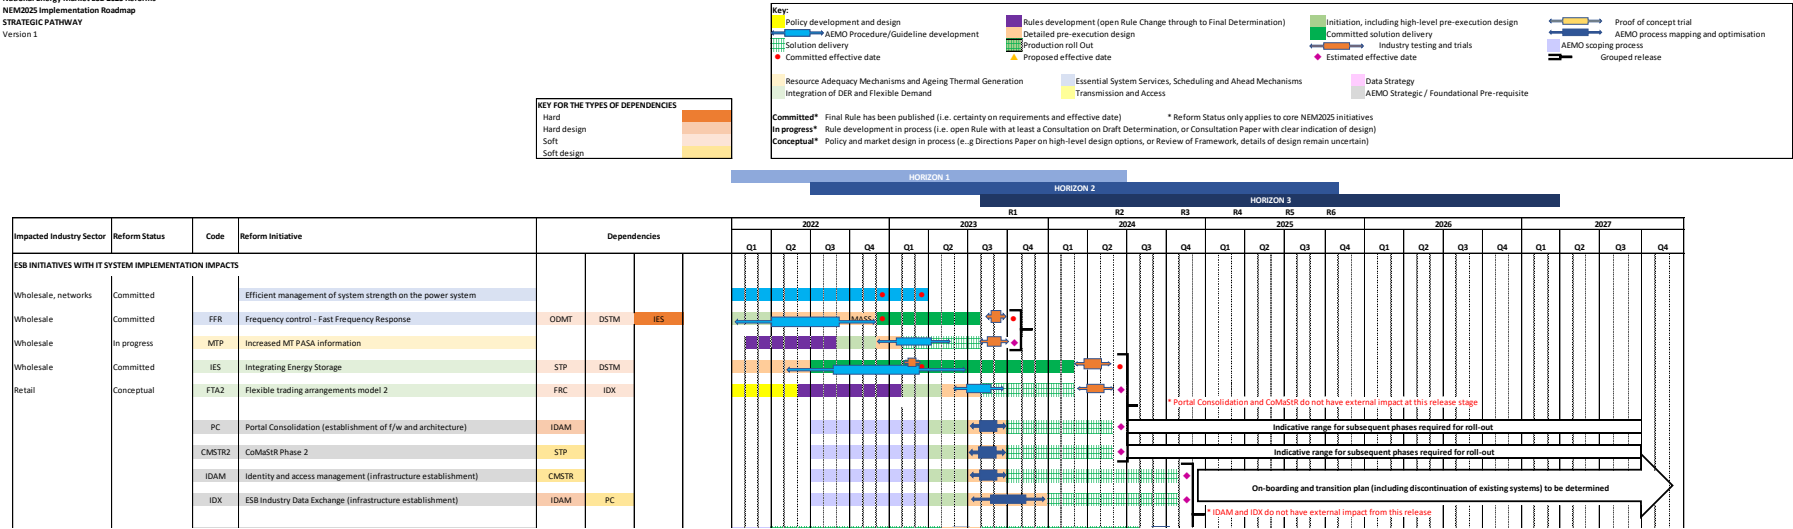 NEM2025 Implementation Roadmap
STRATEGIC PATHWAY
Version 1
Key:
Policy development and design
Rules development (open Rule Change through to Final Determination)
Initiation, including high-level pre-execution design
Proof of concept trial
AEMO Procedure/Guideline development
Detailed pre-execution design
Committed solution delivery
AEMO process mapping and optimisation
Solution delivery
Production roll Out
Industry testing and trials
AEMO scoping process
Committed effective date
Proposed effective date
Estimated effective date
Grouped release
Resource Adequacy Mechanisms and Ageing Thermal Generation
Essential System Services, Scheduling and Ahead Mechanisms
Data Strategy
Integration of DER and Flexible Demand
Transmission and Access
AEMO Strategic / Foundational Pre-requisite
Committed* Final Rule has been published (i.e. certainty on requirements and effective date) * Reform Status only applies to core NEM2025 initiatives
In progress* Rule development in process (i.e. open Rule with at least a Consultation on Draft Determination, or Consultation Paper with clear indication of design)
Conceptual* Policy and market design in process (e..g Directions Paper on high-level design options, or Review of Framework, details of design remain uncertain)
KEY FOR THE TYPES OF DEPENDENCIES
Hard
Hard design
Soft
Soft design
HORIZON 1
HORIZON 2
HORIZON 3
R1 R2 R3 R4 R5 R6
2022 2023 2024 2025 2026 2027
Impacted Industry Sector Reform Status Code Reform Initiative Dependencies
Q1 Q2 Q3 Q4 Q1 Q2 Q3 Q4 Q1 Q2 Q3 Q4 Q1 Q2 Q3 Q4 Q1 Q2 Q3 Q4 Q1 Q2 Q3 Q4
ESB INITIATIVES WITH IT SYSTEM IMPLEMENTATION IMPACTS
Wholesale, networks Committed Efficient management of system strength on the power system
Wholesale Committed FFR Frequency control - Fast Frequency Response ODMT DSTM IES MASS
Wholesale In progress MTP Increased MT PASA information
Wholesale Committed IES Integrating Energy Storage STP DSTM
Retail Conceptual FTA2 Flexible trading arrangements model 2 FRC IDX
* Portal Consolidation and CoMaStR do not have external impact at this release stage
PC Portal Consolidation (establishment of f/w and architecture) IDAM Indicative range for subsequent phases required for roll-out
CMSTR2 CoMaStR Phase 2 STP Indicative range for subsequent phases required for roll-out
IDAM Identity and access management (infrastructure establishment) CMSTR
On-boarding and transition plan (including discontinuation of existing systems) to be determined
IDX ESB Industry Data Exchange (infrastructure establishment) IDAM PC
* IDAM and IDX do not have external impact from this release